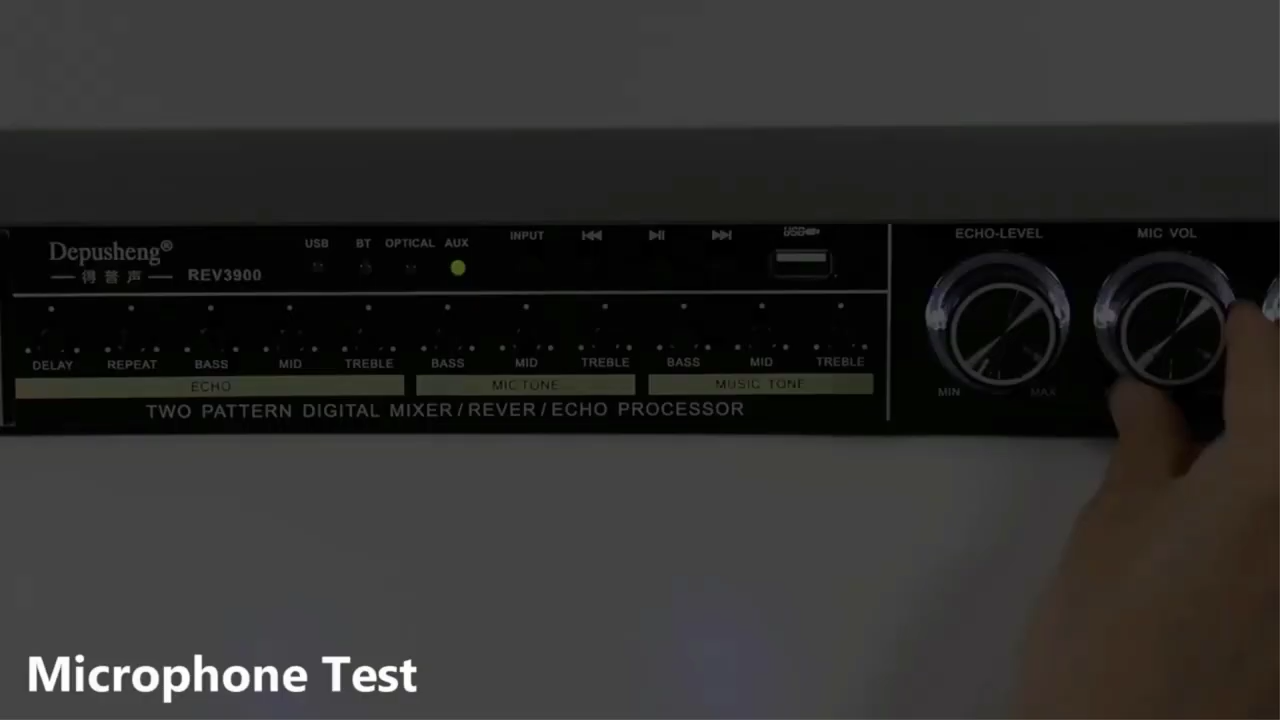 Depusheng®
得普声
REV3900
USB BT OPTICAL AUX
INPUT
USB
ECHO-LEVEL MIC VOL
DELAY REPEAT BASS MID TREBLE BASS MID TREBLE BASS MID TREBLE
ECHO MIC TONE MUSIC TONE
MIN MAX
TWO PATTERN DIGITAL MIXER / REVER / ECHO PROCESSOR
Microphone Test